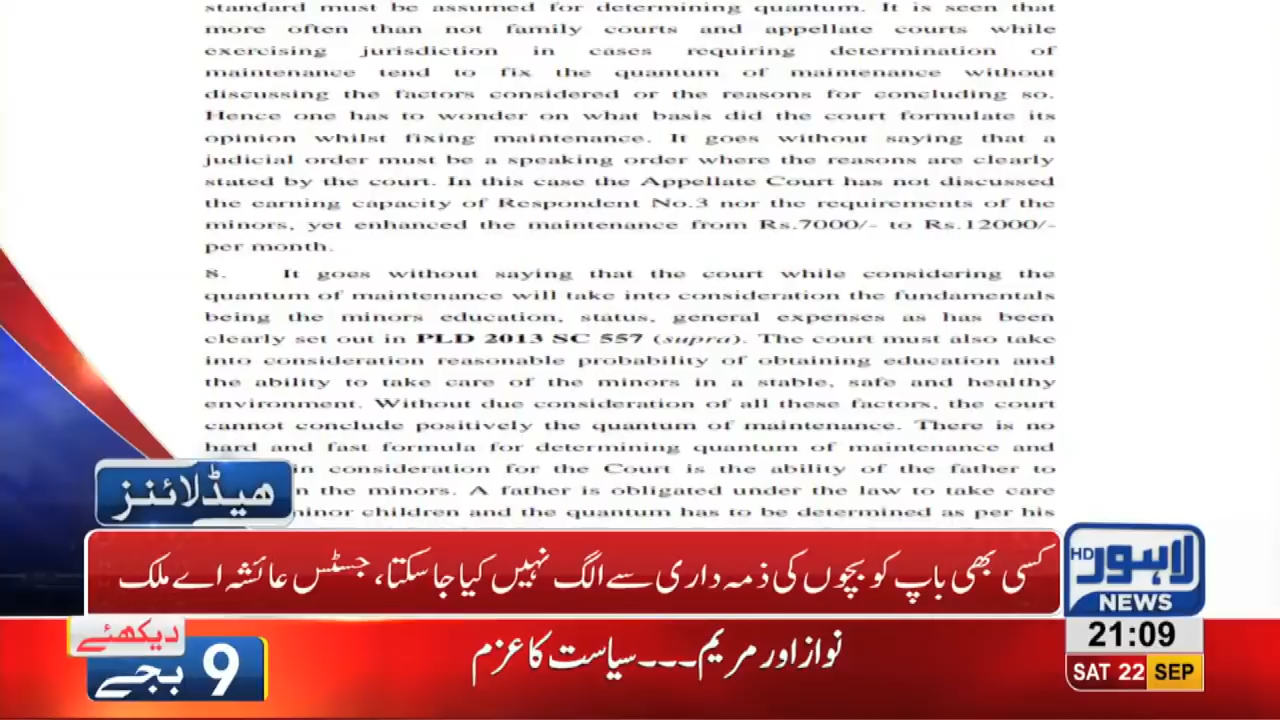 standard must be assumed for determining quantum. It is seen that
more often than not family courts and appellate courts while
exercising jurisdiction in cases requiring determination of
maintenance tend to fix the quantum of maintenance without
discussing the factors considered or the reasons for concluding so.
Hence one has to wonder on what basis did the court formulate its
opinion whilst fixing maintenance. It goes without saying that a
judicial order must be a speaking order where the reasons are clearly
stated by the court. In this case the Appellate Court has not discussed
the earning capacity of Respondent No.3 nor the requirements of the
minors, yet enhanced the maintenance from Rs.7000/- to Rs.12000/-
per month.
8. It goes without saying that the court while considering the
quantum of maintenance will take into consideration the fundamentals
being the minors education, status, general expenses as has been
clearly set out in PLD 2013 SC 557 (supra). The court must also take
into consideration reasonable probability of obtaining education and
the ability to take care of the minors in a stable, safe and healthy
environment. Without due consideration of all these factors, the court
cannot conclude positively the quantum of maintenance. There is no
hard and fast formula for determining quantum of maintenance and
in consideration for the Court is the ability of the father to
the minors. A father is obligated under the law to take care
children and the quantum has to be determined as per his
ہیڈلائنز
کسی بھی باپ کو بچوں کی ذمہ داری سے الگ نہیں کیا جا سکتا، جسٹس عائشہ اے ملک
لاہور HD
NEWS
21:09
SAT 22 SEP
دیکھئے
9 بجے
نواز اور مریم۔۔۔سیاست کا عزم